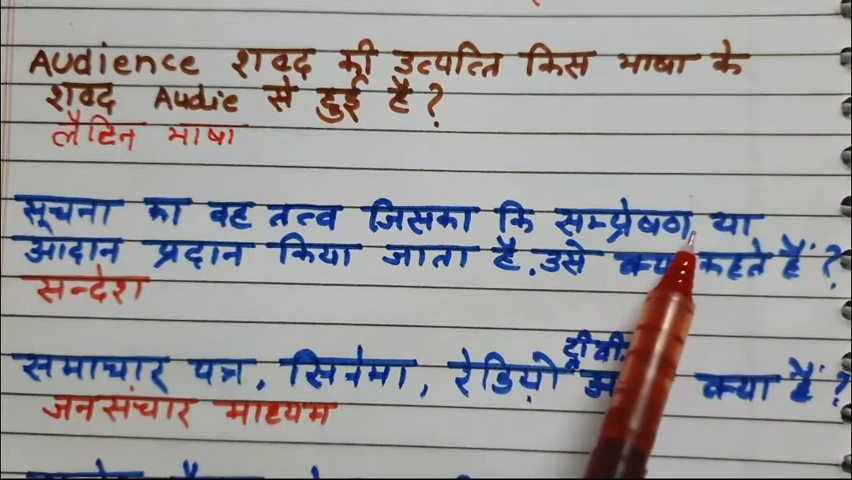 Audience शब्द की उत्पत्ति किस भाषा के
शब्द Audie से हुई है?
लैटिन भाषा
सूचना का वह तत्व जिसका कि सम्प्रेषण या
आदान प्रदान किया जाता है. उसे क्या कहते हैं?
सन्देश
समाचार पत्र, सिनेमा, रेडियो टी वी. क्या हैं?
जनसंचार माध्यम